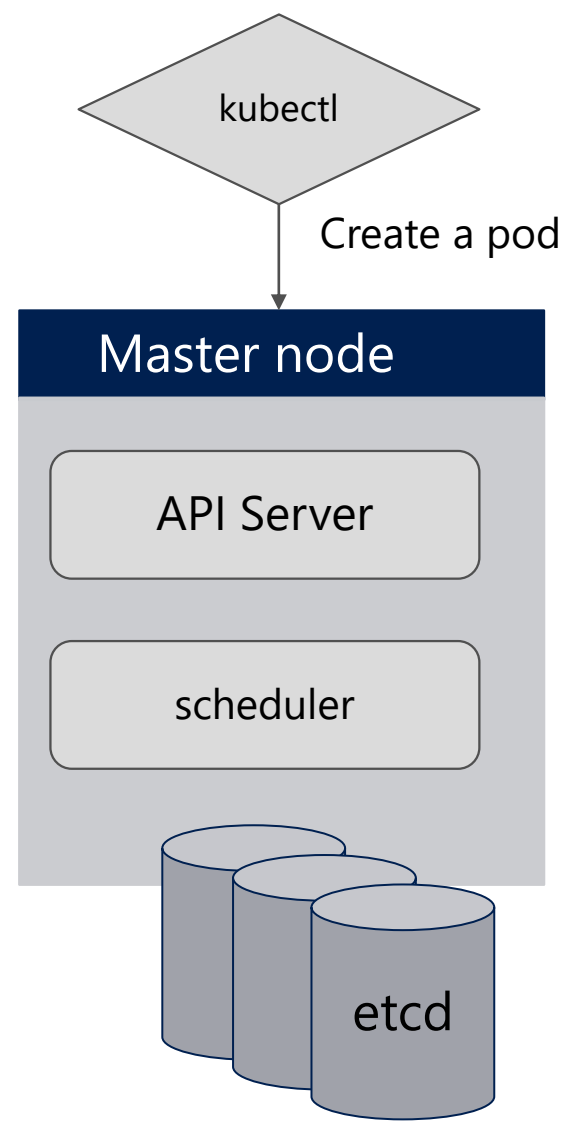 kubectl
Create a pod
Master node
API Server
scheduler
etcd